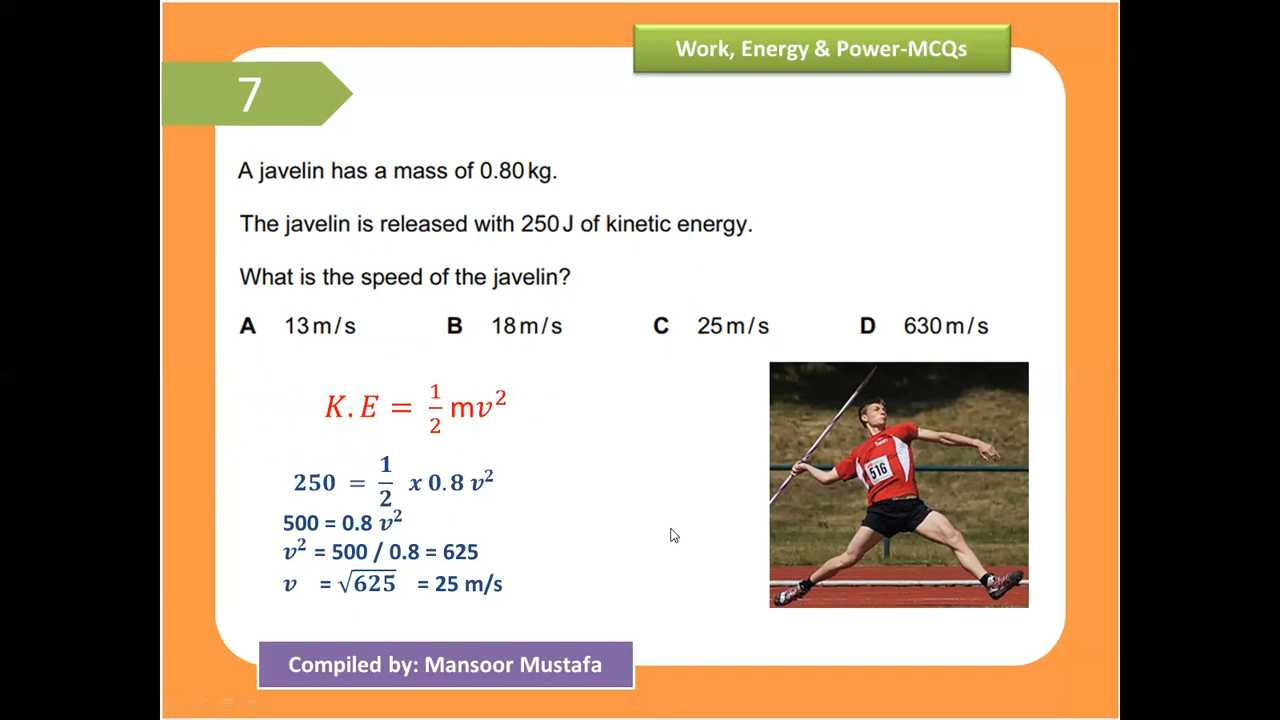 Work, Energy & Power-MCQs
7
A javelin has a mass of 0.80 kg.
The javelin is released with 250 J of kinetic energy.
What is the speed of the javelin?
A 13 m/s B 18 m/s C 25 m/s D 630 m/s
K.E = 1/2 mv²
250 = 1/2 x 0.8 v²
500 = 0.8 v²
v² = 500 / 0.8 = 625
v = √625 = 25 m/s
516
Compiled by: Mansoor Mustafa